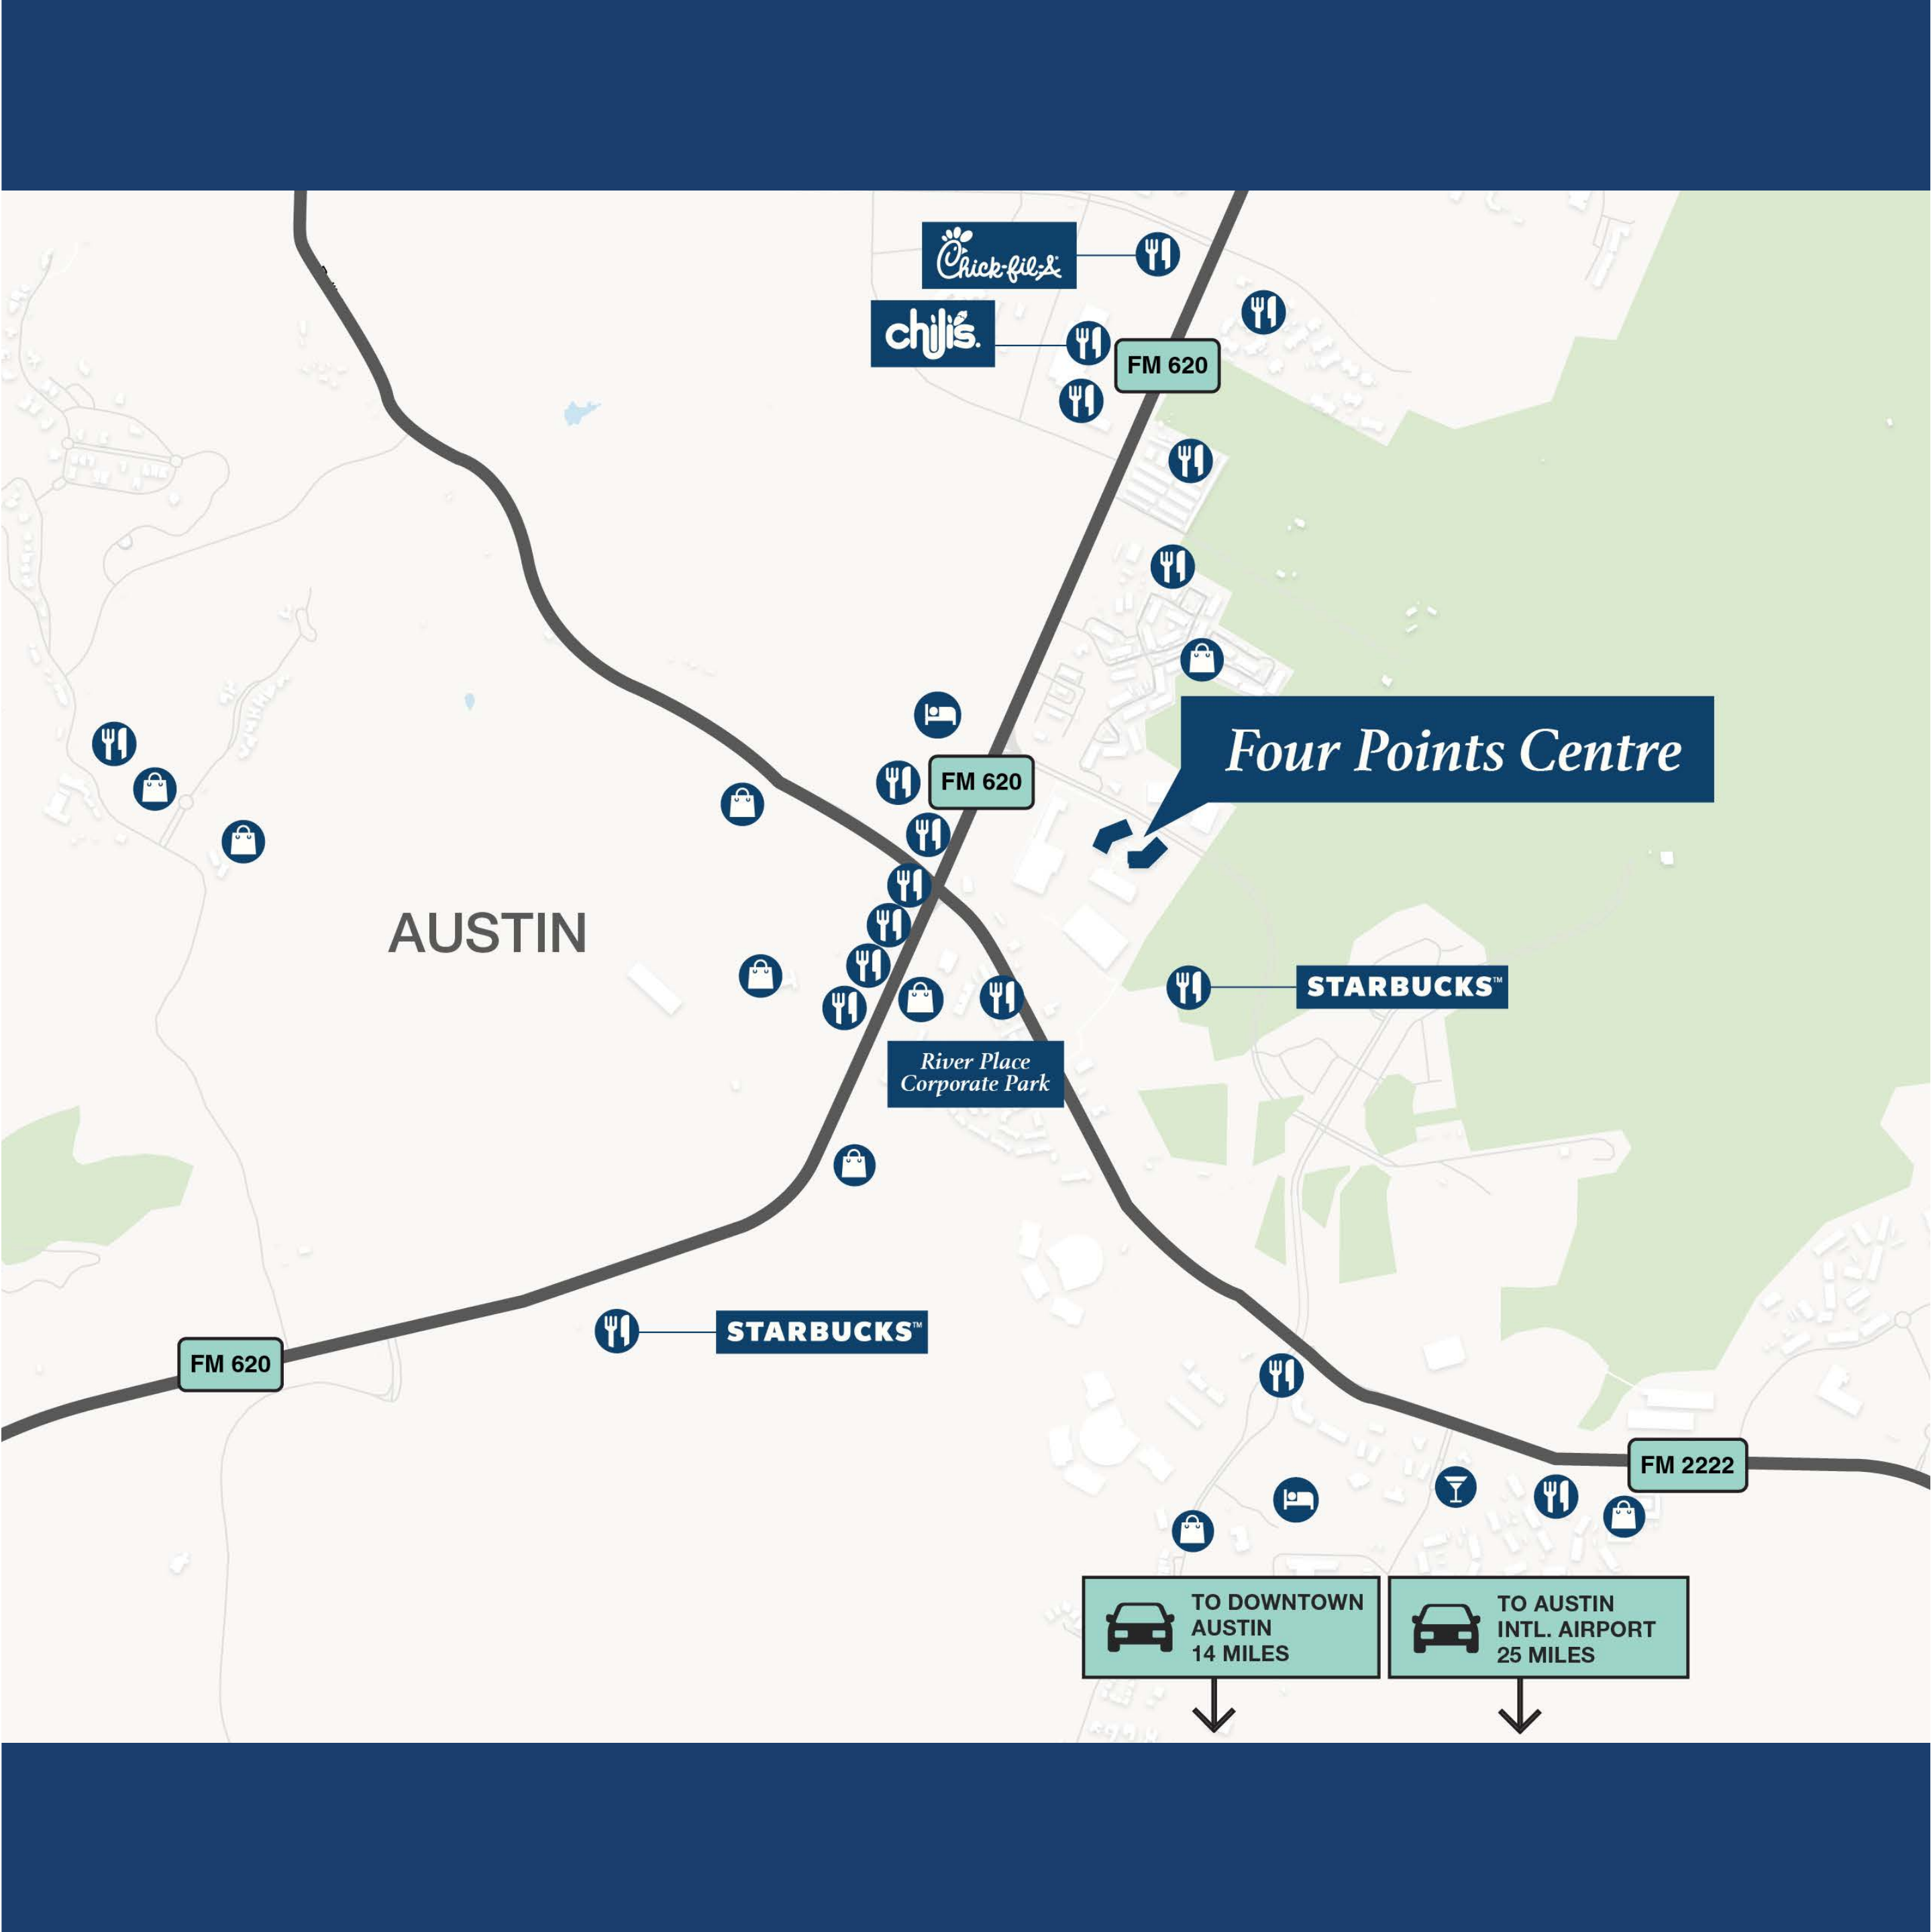 Chick-fil-A
chili's.
FM 620
Four Points Centre
FM 620
AUSTIN
STARBUCKS™
River Place
Corporate Park
STARBUCKS™
FM 620
FM 2222
TO DOWNTOWN
AUSTIN
14 MILES
TO AUSTIN
INTL. AIRPORT
25 MILES